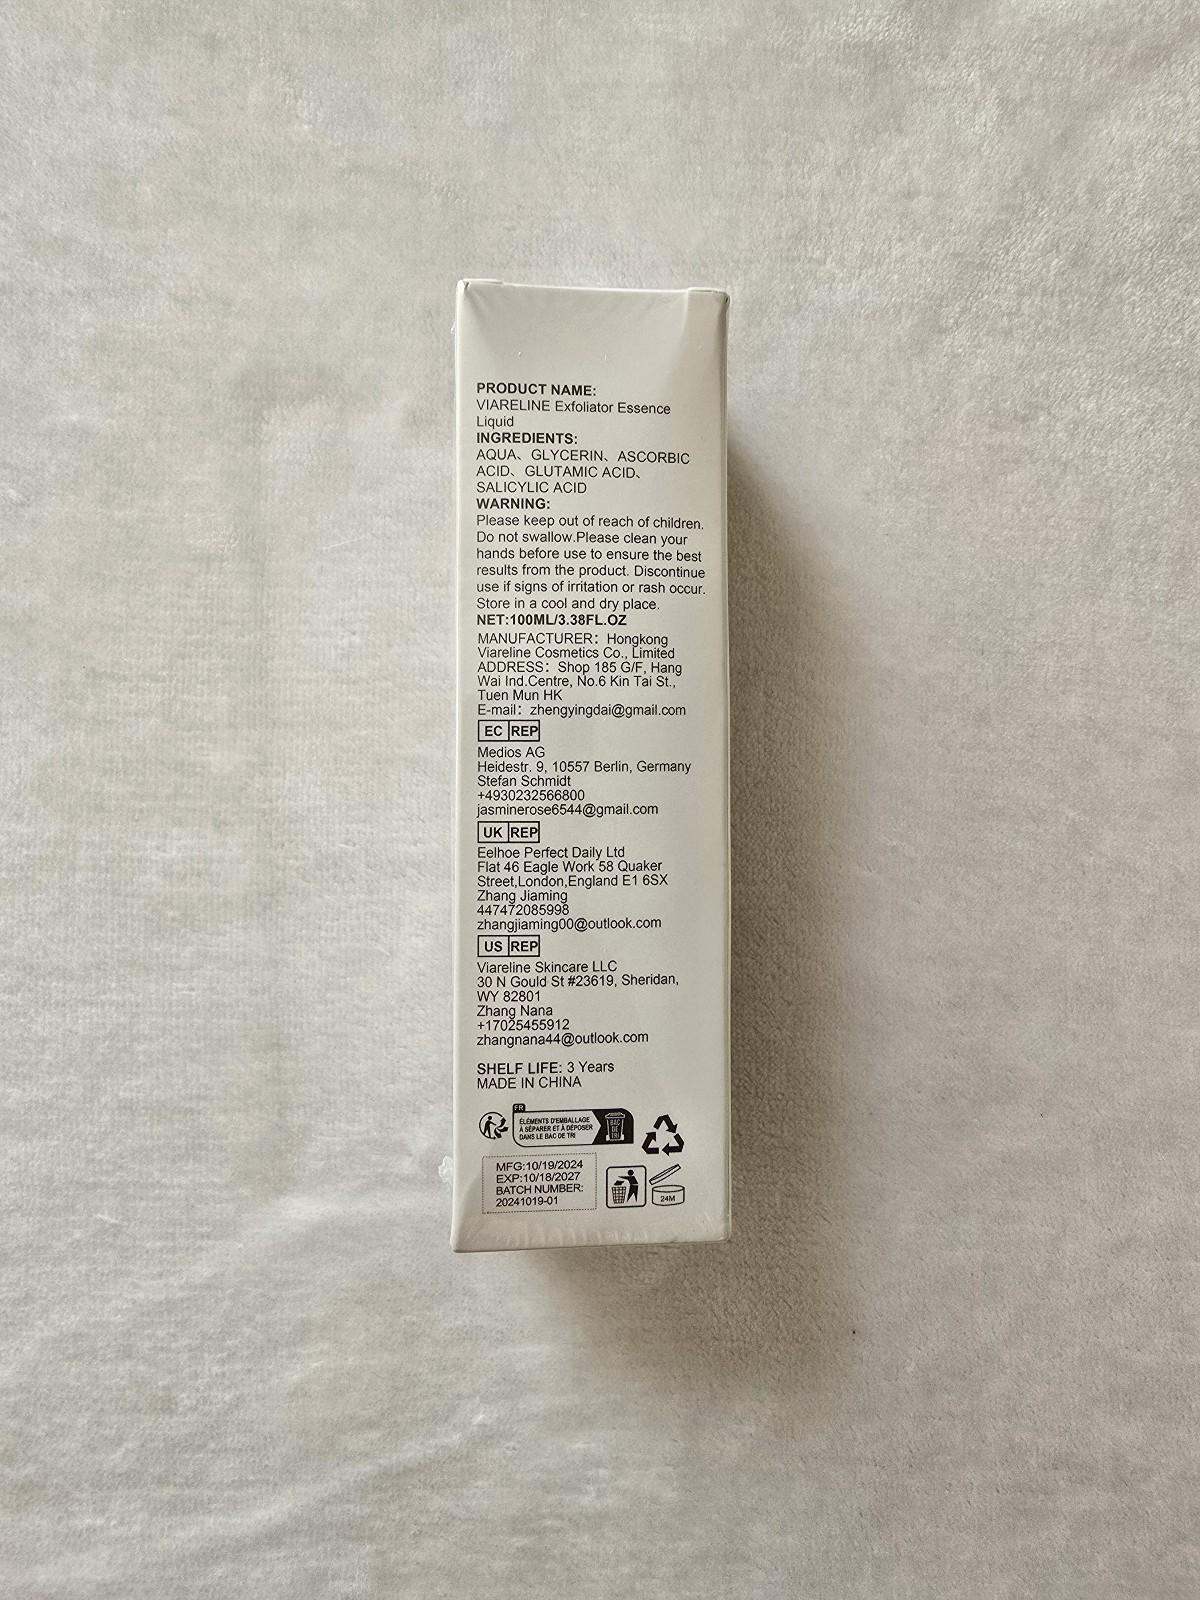 PRODUCT NAME:
VIARELINE Exfoliator Essence
Liquid
INGREDIENTS:
AQUA、GLYCERIN、ASCORBIC
ACID、GLUTAMIC ACID、
SALICYLIC ACID
WARNING:
Please keep out of reach of children.
Do not swallow.Please clean your
hands before use to ensure the best
results from the product. Discontinue
use if signs of irritation or rash occur.
Store in a cool and dry place.
NET:100ML/3.38FL.OZ
MANUFACTURER：Hongkong
Viareline Cosmetics Co., Limited
ADDRESS：Shop 185 G/F, Hang
Wai Ind.Centre, No.6 Kin Tai St.,
Tuen Mun HK
E-mail：zhengyingdai@gmail.com
EC REP
Medios AG
Heidestr. 9, 10557 Berlin, Germany
Stefan Schmidt
+4930232566800
jasminerose6544@gmail.com
UK REP
Eelhoe Perfect Daily Ltd
Flat 46 Eagle Work 58 Quaker
Street,London,England E1 6SX
Zhang Jiaming
447472085998
zhangjiaming00@outlook.com
US REP
Viareline Skincare LLC
30 N Gould St #23619, Sheridan,
WY 82801
Zhang Nana
+17025455912
zhangnana44@outlook.com
SHELF LIFE: 3 Years
MADE IN CHINA
FR
ÉLÉMENTS D'EMBALLAGE
À SÉPARER ET À DÉPOSER
DANS LE BAC DE TRI
BAC
DE
TRI
MFG:10/19/2024
EXP:10/18/2027
BATCH NUMBER:
20241019-01
24M